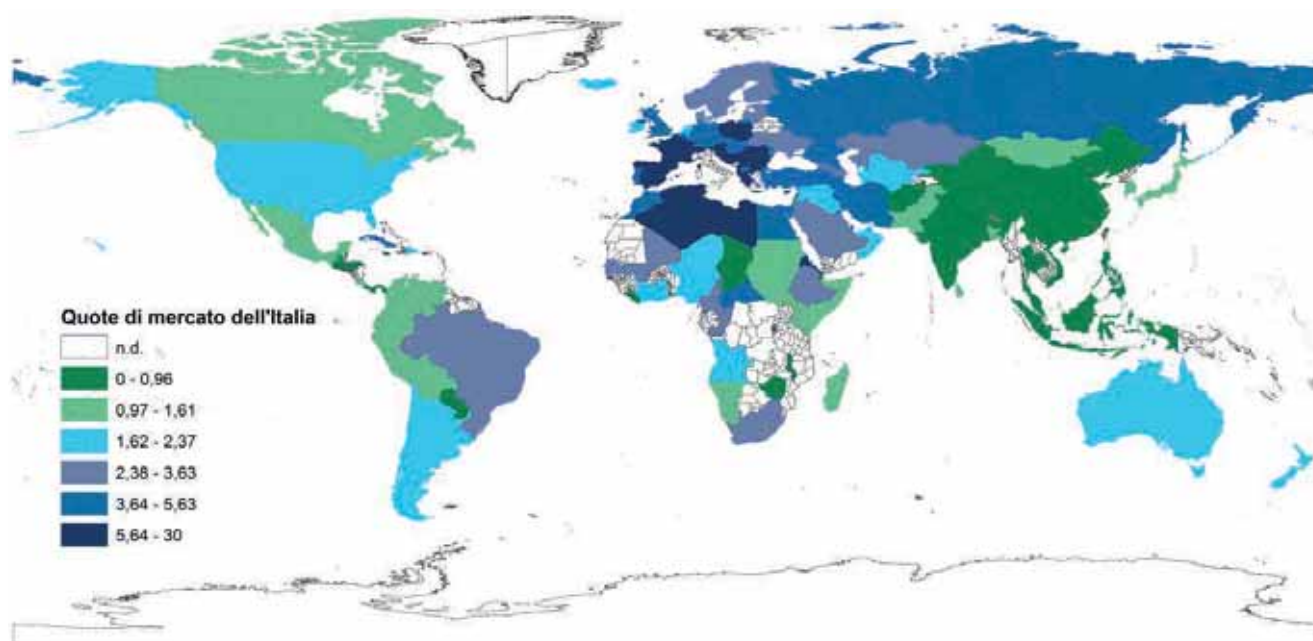 Quote di mercato dell'Italia
n.d.
0 - 0,96
0,97 - 1,61
1,62 - 2,37
2,38 - 3,63
3,64 - 5,63
5,64 - 30